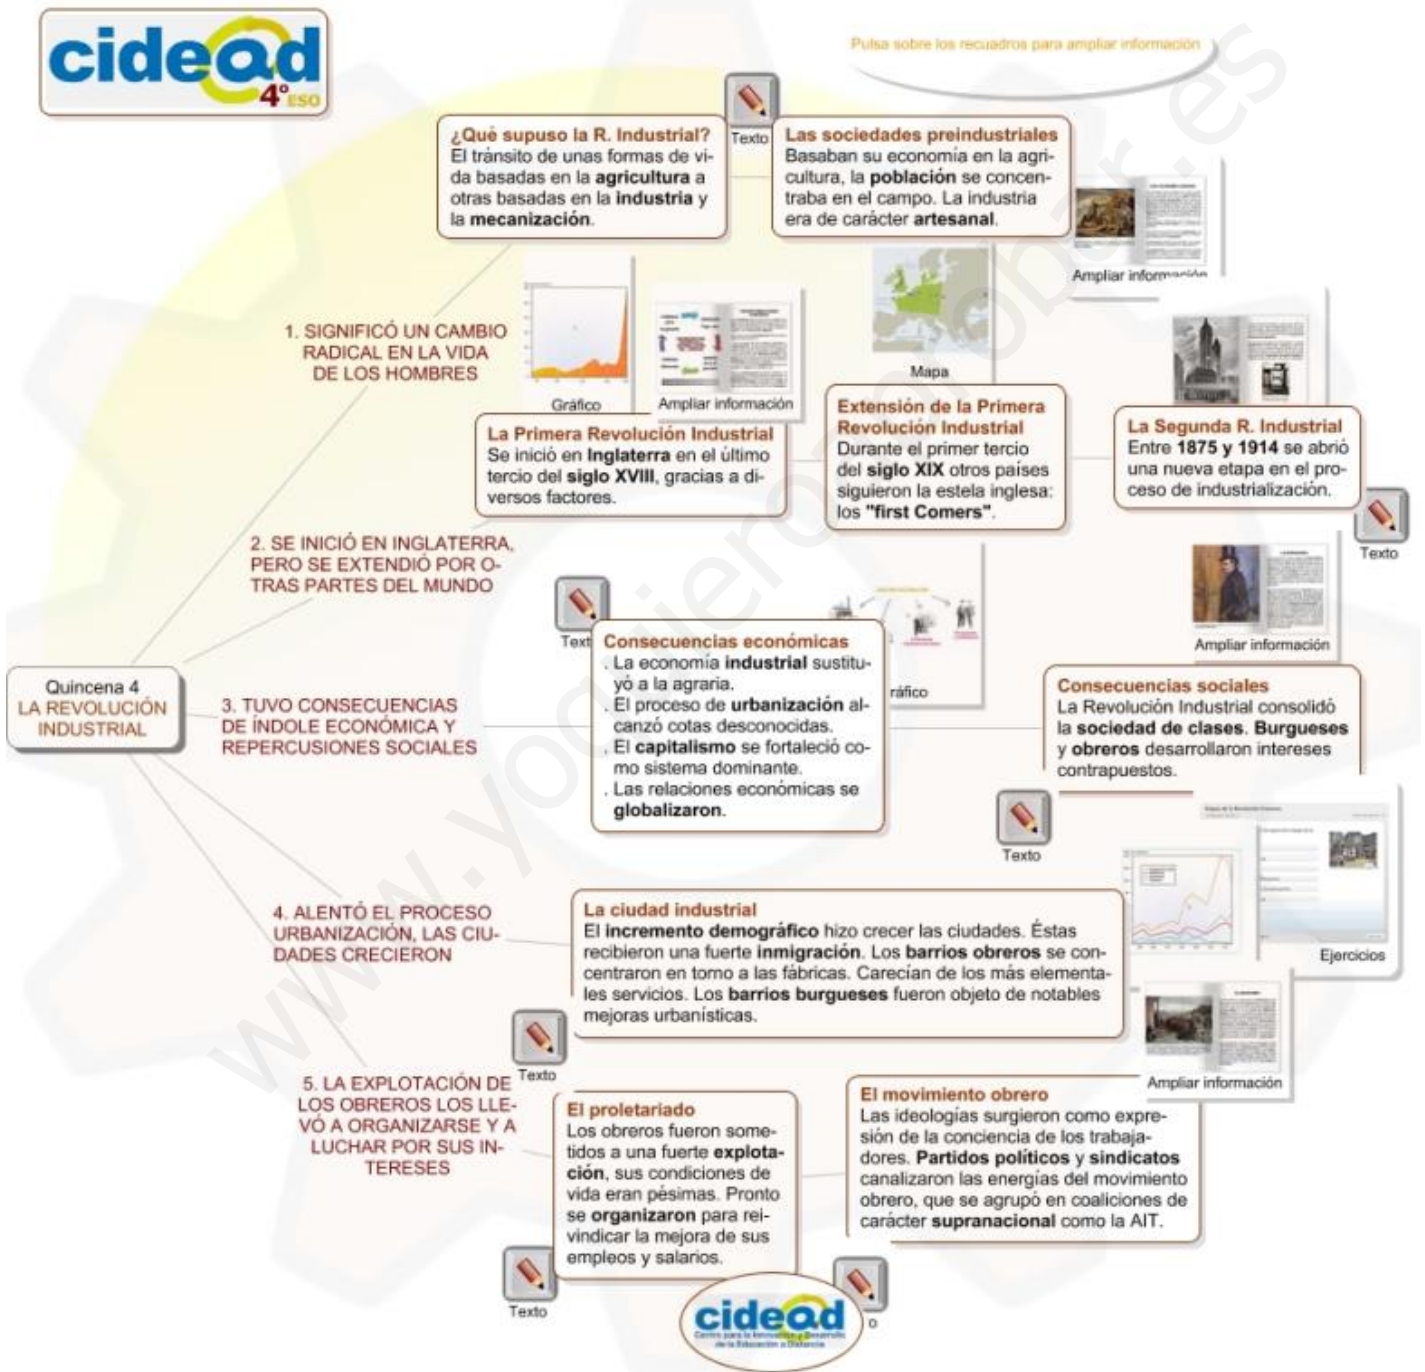 cidead
4º ESO
Pulsa sobre los recuadros para ampliar información
¿Qué supuso la R. Industrial?
El tránsito de unas formas de vi-
da basadas en la agricultura a
otras basadas en la industria y
la mecanización.
Texto
Las sociedades preindustriales
Basaban su economía en la agri-
cultura, la población se concen-
traba en el campo. La industria
era de carácter artesanal.
Ampliar información
1. SIGNIFICÓ UN CAMBIO
RADICAL EN LA VIDA
DE LOS HOMBRES
Gráfico
Ampliar información
Mapa
La Primera Revolución Industrial
Se inició en Inglaterra en el último
tercio del siglo XVIII, gracias a di-
versos factores.
Extensión de la Primera
Revolución Industrial
Durante el primer tercio
del siglo XIX otros países
siguieron la estela inglesa:
los "first Comers".
La Segunda R. Industrial
Entre 1875 y 1914 se abrió
una nueva etapa en el pro-
ceso de industrialización.
Texto
2. SE INICIÓ EN INGLATERRA,
PERO SE EXTENDIÓ POR O-
TRAS PARTES DEL MUNDO
Quincena 4
LA REVOLUCIÓN
INDUSTRIAL
3. TUVO CONSECUENCIAS
DE ÍNDOLE ECONÓMICA Y
REPERCUSIONES SOCIALES
Text
Consecuencias económicas
. La economía industrial sustitu-
yó a la agraria.
. El proceso de urbanización al-
canzó cotas desconocidas.
. El capitalismo se fortaleció co-
mo sistema dominante.
. Las relaciones económicas se
globalizaron.
ráfico
Ampliar información
Consecuencias sociales
La Revolución Industrial consolidó
la sociedad de clases. Burgueses
y obreros desarrollaron intereses
contrapuestos.
Texto
4. ALENTÓ EL PROCESO
URBANIZACIÓN, LAS CIU-
DADES CRECIERON
La ciudad industrial
El incremento demográfico hizo crecer las ciudades. Éstas
recibieron una fuerte inmigración. Los barrios obreros se con-
centraron en torno a las fábricas. Carecían de los más elementa-
les servicios. Los barrios burgueses fueron objeto de notables
mejoras urbanísticas.
Ejercicios
Texto
Ampliar información
5. LA EXPLOTACIÓN DE
LOS OBREROS LOS LLE-
VÓ A ORGANIZARSE Y A
LUCHAR POR SUS IN-
TERESES
El proletariado
Los obreros fueron some-
tidos a una fuerte explota-
ción, sus condiciones de
vida eran pésimas. Pronto
se organizaron para rei-
vindicar la mejora de sus
empleos y salarios.
El movimiento obrero
Las ideologías surgieron como expre-
sión de la conciencia de los trabaja-
dores. Partidos políticos y sindicatos
canalizaron las energías del movimiento
obrero, que se agrupó en coaliciones de
carácter supranacional como la AIT.
Texto
o
cidead
Centro para la Innovación y Desarrollo
de la Educación a Distancia
www.yoquieroaprobar.es